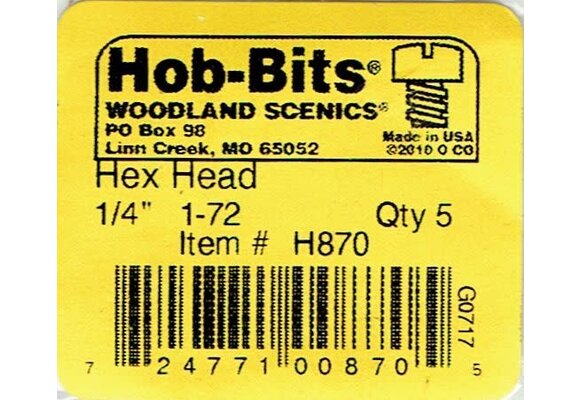 Hob-Bits®
WOODLAND SCENICS®
PO Box 98
Linn Creek, MO 65052
Made in USA
©2010 O CO
Hex Head
1/4" 1-72 Qty 5
Item # H870
G0717
7 24771 00870 5